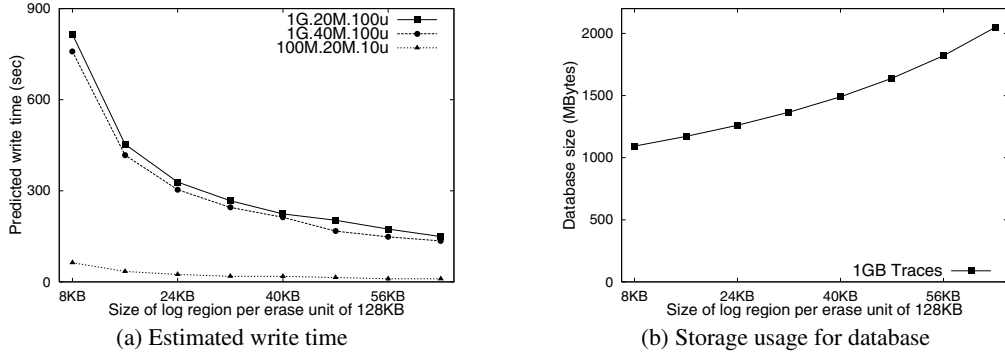 900
600
300
0
Predicted write time (sec)
1G.20M.100u
1G.40M.100u
100M.20M.10u
8KB 24KB 40KB 56KB
Size of log region per erase unit of 128KB
(a) Estimated write time
2000
1500
1000
500
0
Database size (MBytes)
1GB Traces
8KB 24KB 40KB 56KB
Size of log region per erase unit of 128KB
(b) Storage usage for database